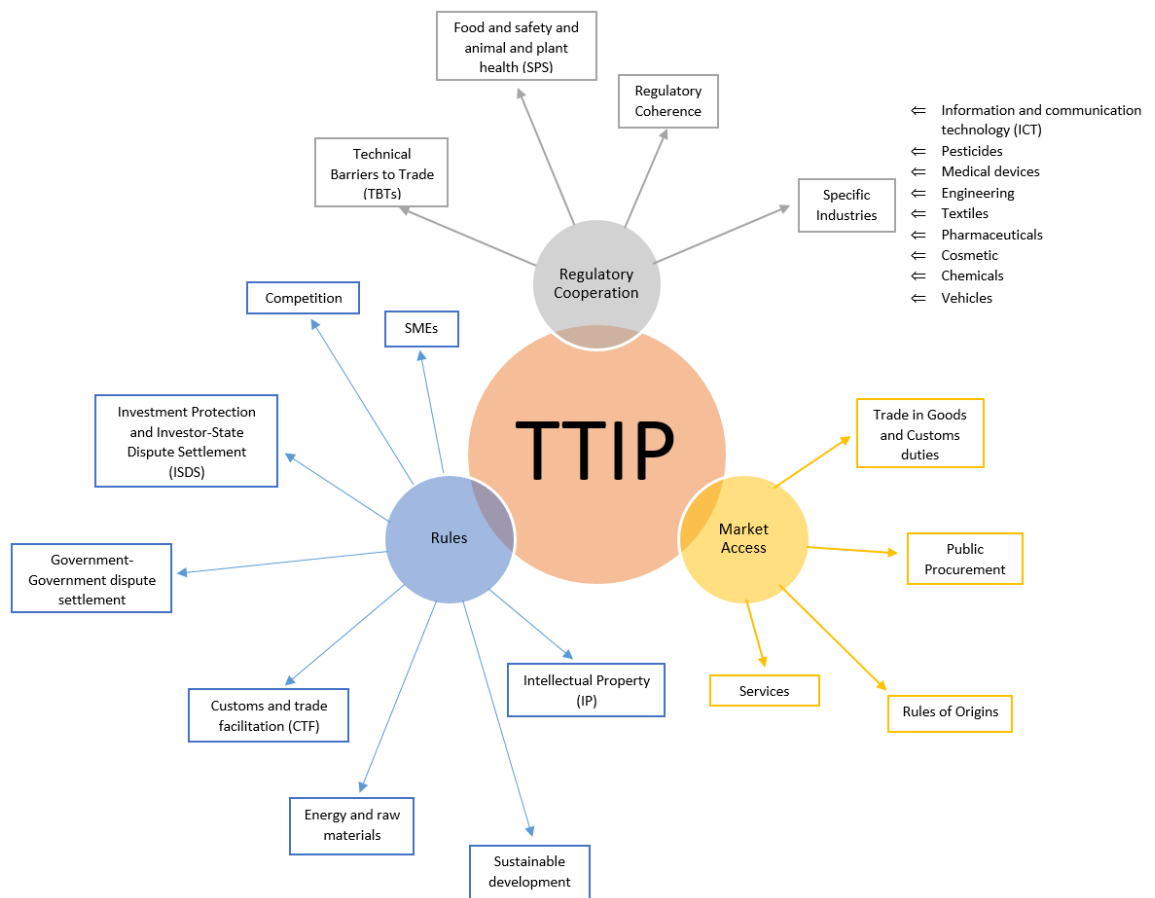 Food and safety and
animal and plant
health (SPS)
Regulatory
Coherence
Technical
Barriers to Trade
(TBTs)
Specific
Industries
⇐ Information and communication
technology (ICT)
⇐ Pesticides
⇐ Medical devices
⇐ Engineering
⇐ Textiles
⇐ Pharmaceuticals
⇐ Cosmetic
⇐ Chemicals
⇐ Vehicles
Regulatory
Cooperation
Competition
SMEs
Investment Protection
and Investor-State
Dispute Settlement
(ISDS)
TTIP
Trade in Goods
and Customs
duties
Rules
Market
Access
Government-
Government dispute
settlement
Public
Procurement
Intellectual Property
(IP)
Services
Customs and trade
facilitation (CTF)
Rules of Origins
Energy and raw
materials
Sustainable
development